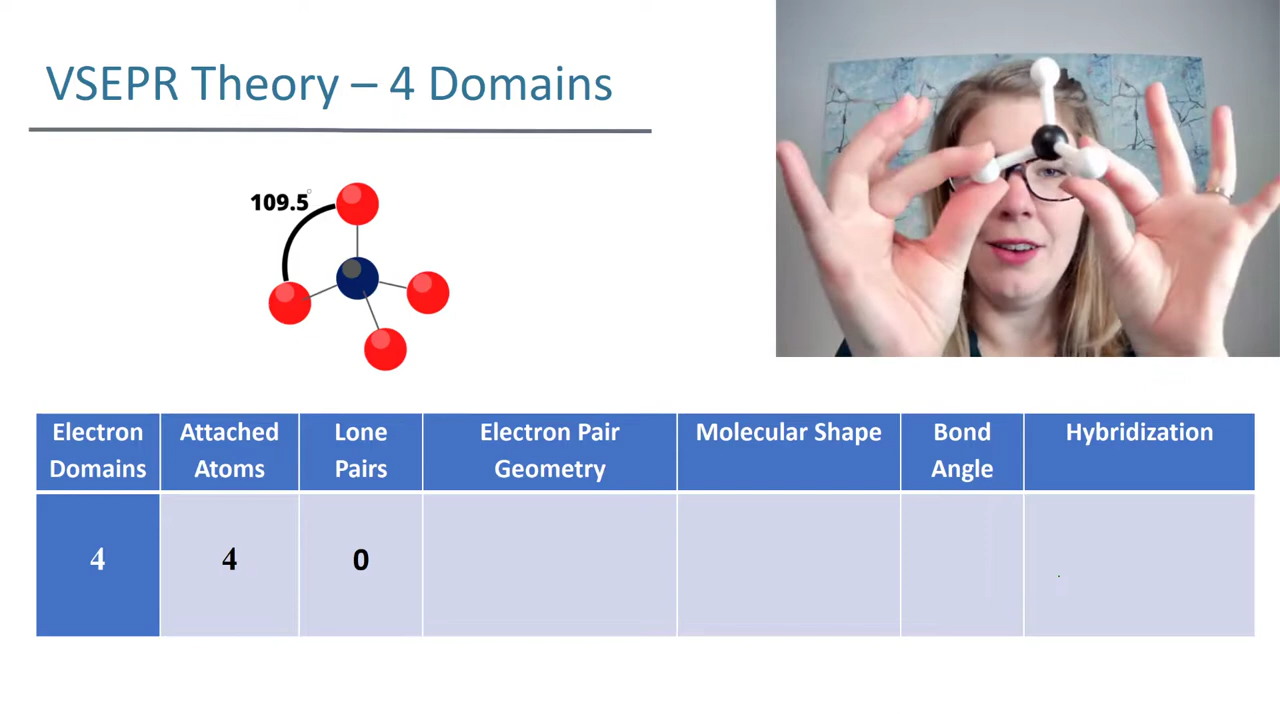 VSEPR Theory – 4 Domains
109.5°
Electron Domains
Attached Atoms
Lone Pairs
Electron Pair Geometry
Molecular Shape
Bond Angle
Hybridization
4
4
0